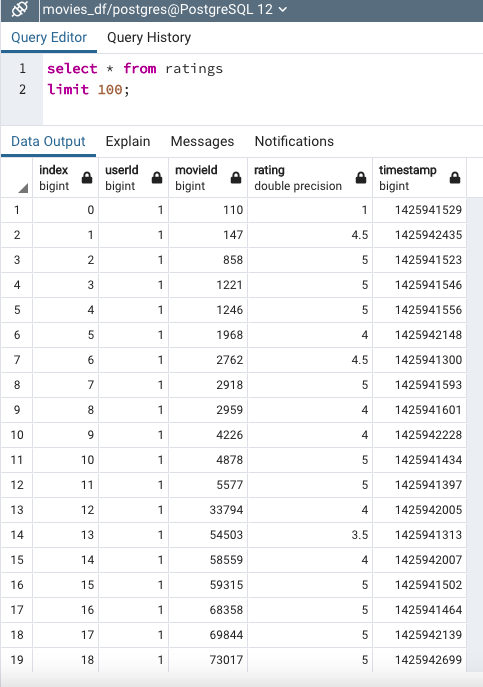 movies_df/postgres@PostgreSQL 12
Query Editor Query History
1 select * from ratings
2 limit 100;
Data Output Explain Messages Notifications
index userId movieId rating timestamp
bigint bigint bigint double precision bigint
1 0 1 110 1 1425941529
2 1 1 147 4.5 1425942435
3 2 1 858 5 1425941523
4 3 1 1221 5 1425941546
5 4 1 1246 5 1425941556
6 5 1 1968 4 1425942148
7 6 1 2762 4.5 1425941300
8 7 1 2918 5 1425941593
9 8 1 2959 4 1425941601
10 9 1 4226 4 1425942228
11 10 1 4878 5 1425941434
12 11 1 5577 5 1425941397
13 12 1 33794 4 1425942005
14 13 1 54503 3.5 1425941313
15 14 1 58559 4 1425942007
16 15 1 59315 5 1425941502
17 16 1 68358 5 1425941464
18 17 1 69844 5 1425942139
19 18 1 73017 5 1425942699